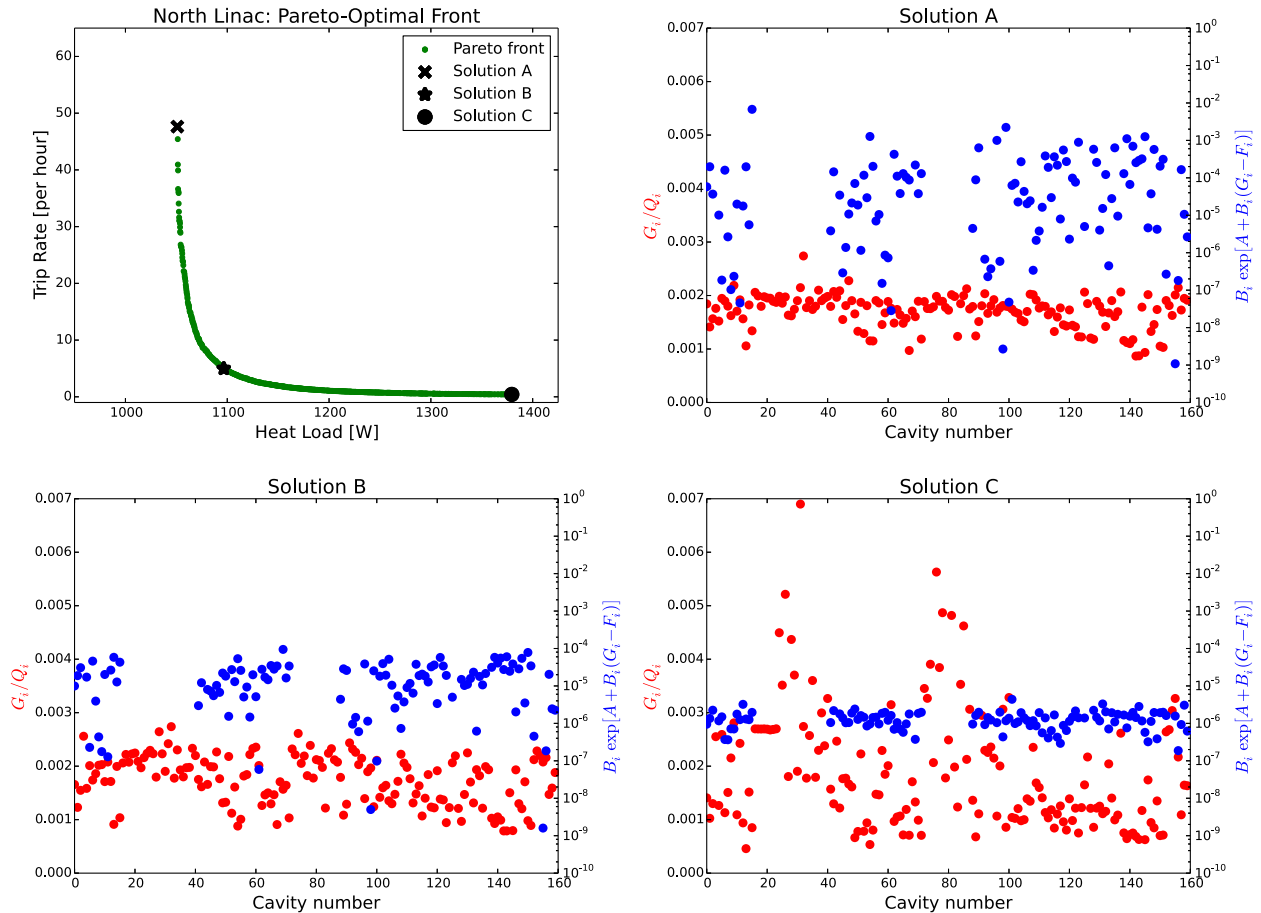 North Linac: Pareto-Optimal Front
60
50
40
30
20
10
0
Trip Rate [per hour]
1000 1100 1200 1300 1400
Heat Load [W]
Pareto front
Solution A
Solution B
Solution C
Solution A
0.007
0.006
0.005
0.004
0.003
0.002
0.001
0.000
G_i/Q_i
0 20 40 60 80 100 120 140 160
Cavity number
10^0
10^-1
10^-2
10^-3
10^-4
10^-5
10^-6
10^-7
10^-8
10^-9
10^-10
B_i exp[A+B_i(G_i−F_i)]
Solution B
0.007
0.006
0.005
0.004
0.003
0.002
0.001
0.000
G_i/Q_i
0 20 40 60 80 100 120 140 160
Cavity number
10^0
10^-1
10^-2
10^-3
10^-4
10^-5
10^-6
10^-7
10^-8
10^-9
10^-10
B_i exp[A+B_i(G_i−F_i)]
Solution C
0.007
0.006
0.005
0.004
0.003
0.002
0.001
0.000
G_i/Q_i
0 20 40 60 80 100 120 140 160
Cavity number
10^0
10^-1
10^-2
10^-3
10^-4
10^-5
10^-6
10^-7
10^-8
10^-9
10^-10
B_i exp[A+B_i(G_i−F_i)]